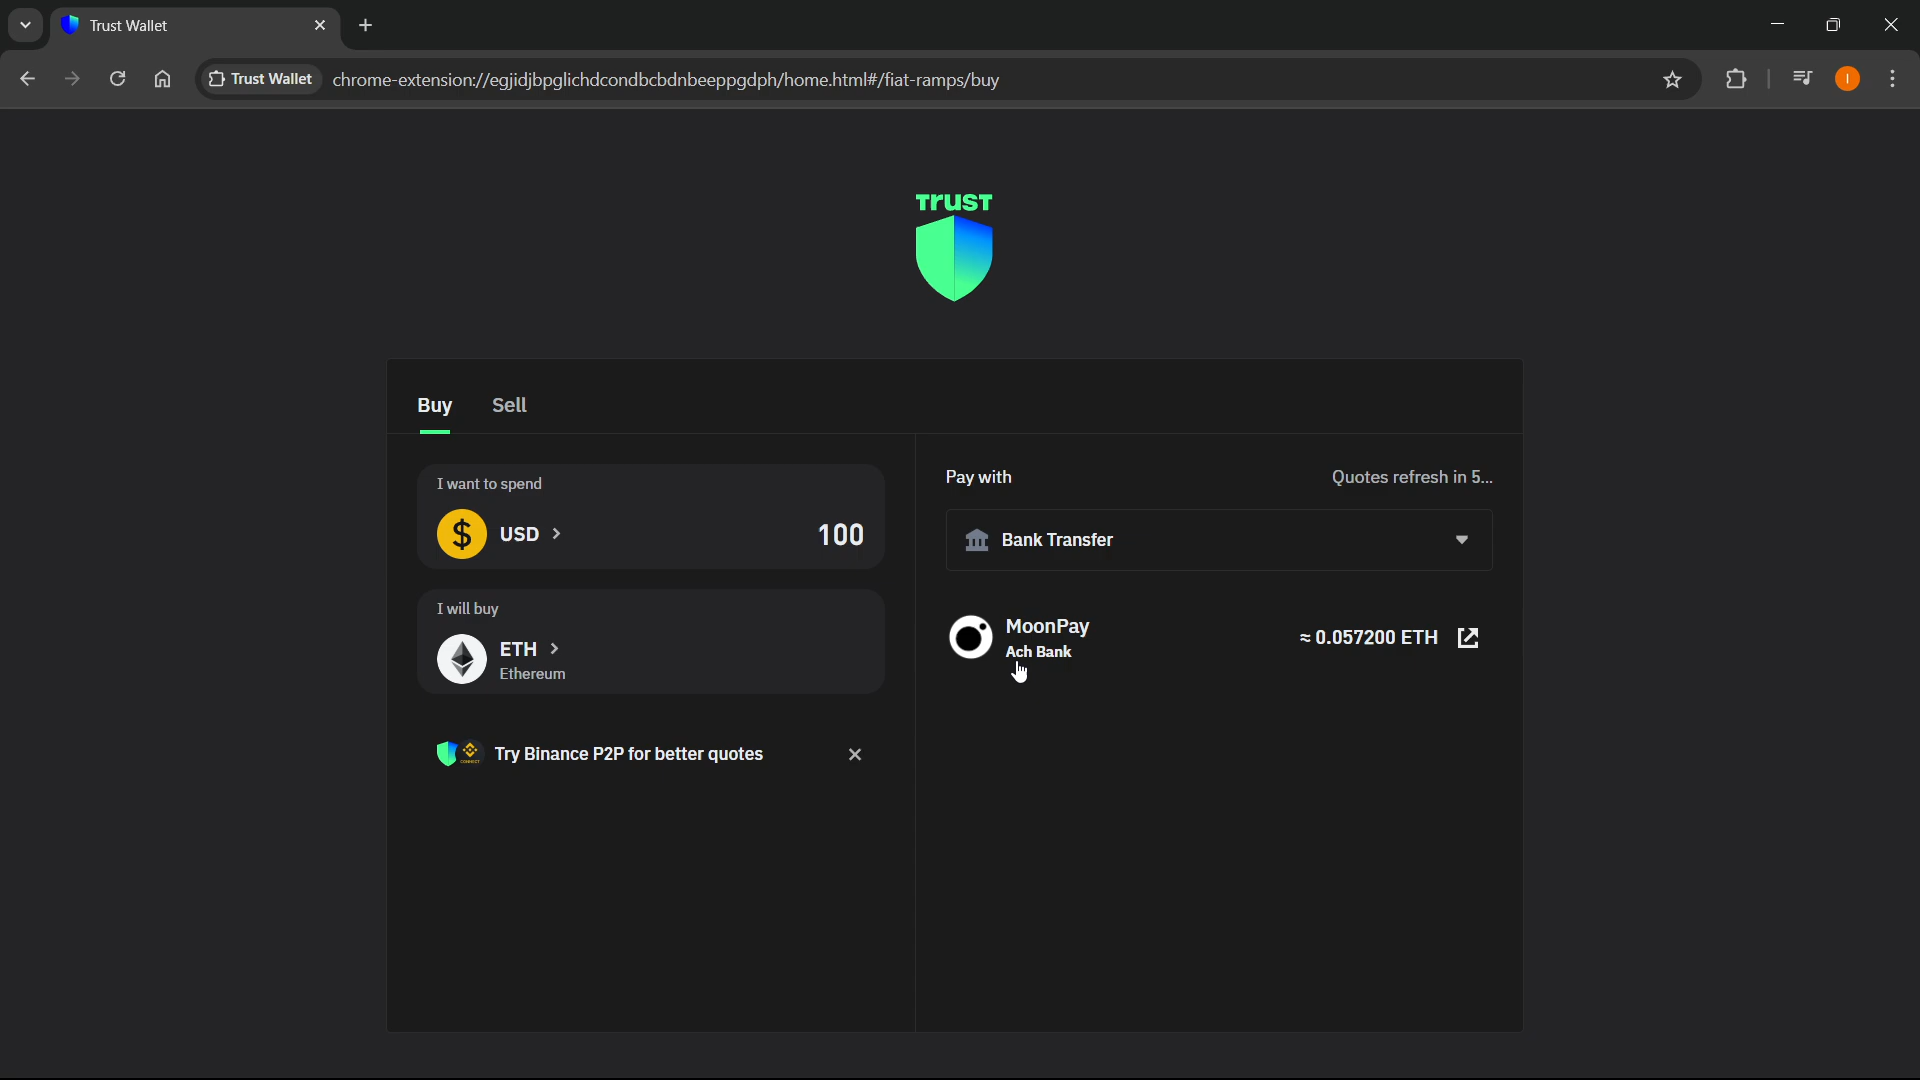 Trust Wallet
Trust Wallet
chrome-extension://egjidjbpglichdcondbcbdnbeeppgdph/home.html#/fiat-ramps/buy
I
TRUST
Buy
Sell
I want to spend
USD
100
I will buy
ETH
Ethereum
Try Binance P2P for better quotes
Pay with
Quotes refresh in 5...
Bank Transfer
MoonPay
Ach Bank
≈ 0.057200 ETH